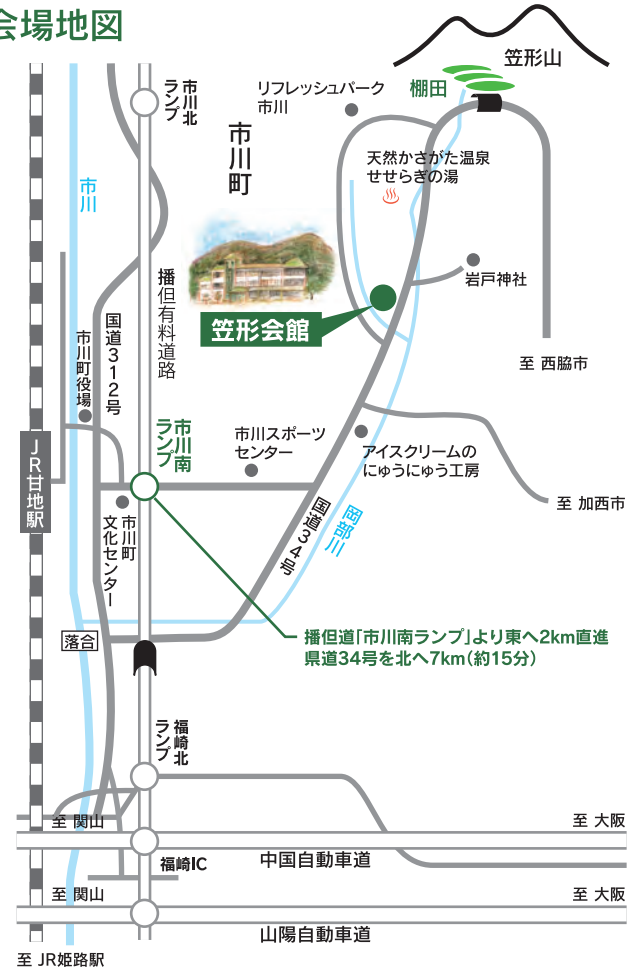 会場地図
笠形山
棚田
市川北
ランプ
リフレッシュパーク
市川
市川町
天然かさがた温泉
せせらぎの湯
市川
岩戸神社
播但有料道路
笠形会館
国道312号
市川町役場
至 西脇市
市川南
ランプ
市川スポーツ
センター
アイスクリームの
にゅうにゅう工房
JR甘地駅
至 加西市
市川町
文化センター
国道34号
岡部川
落合
播但道「市川南ランプ」より東へ2km直進
県道34号を北へ7km(約15分)
福崎北
ランプ
至 関山
至 大阪
中国自動車道
福崎IC
至 関山
至 大阪
山陽自動車道
至 JR姫路駅